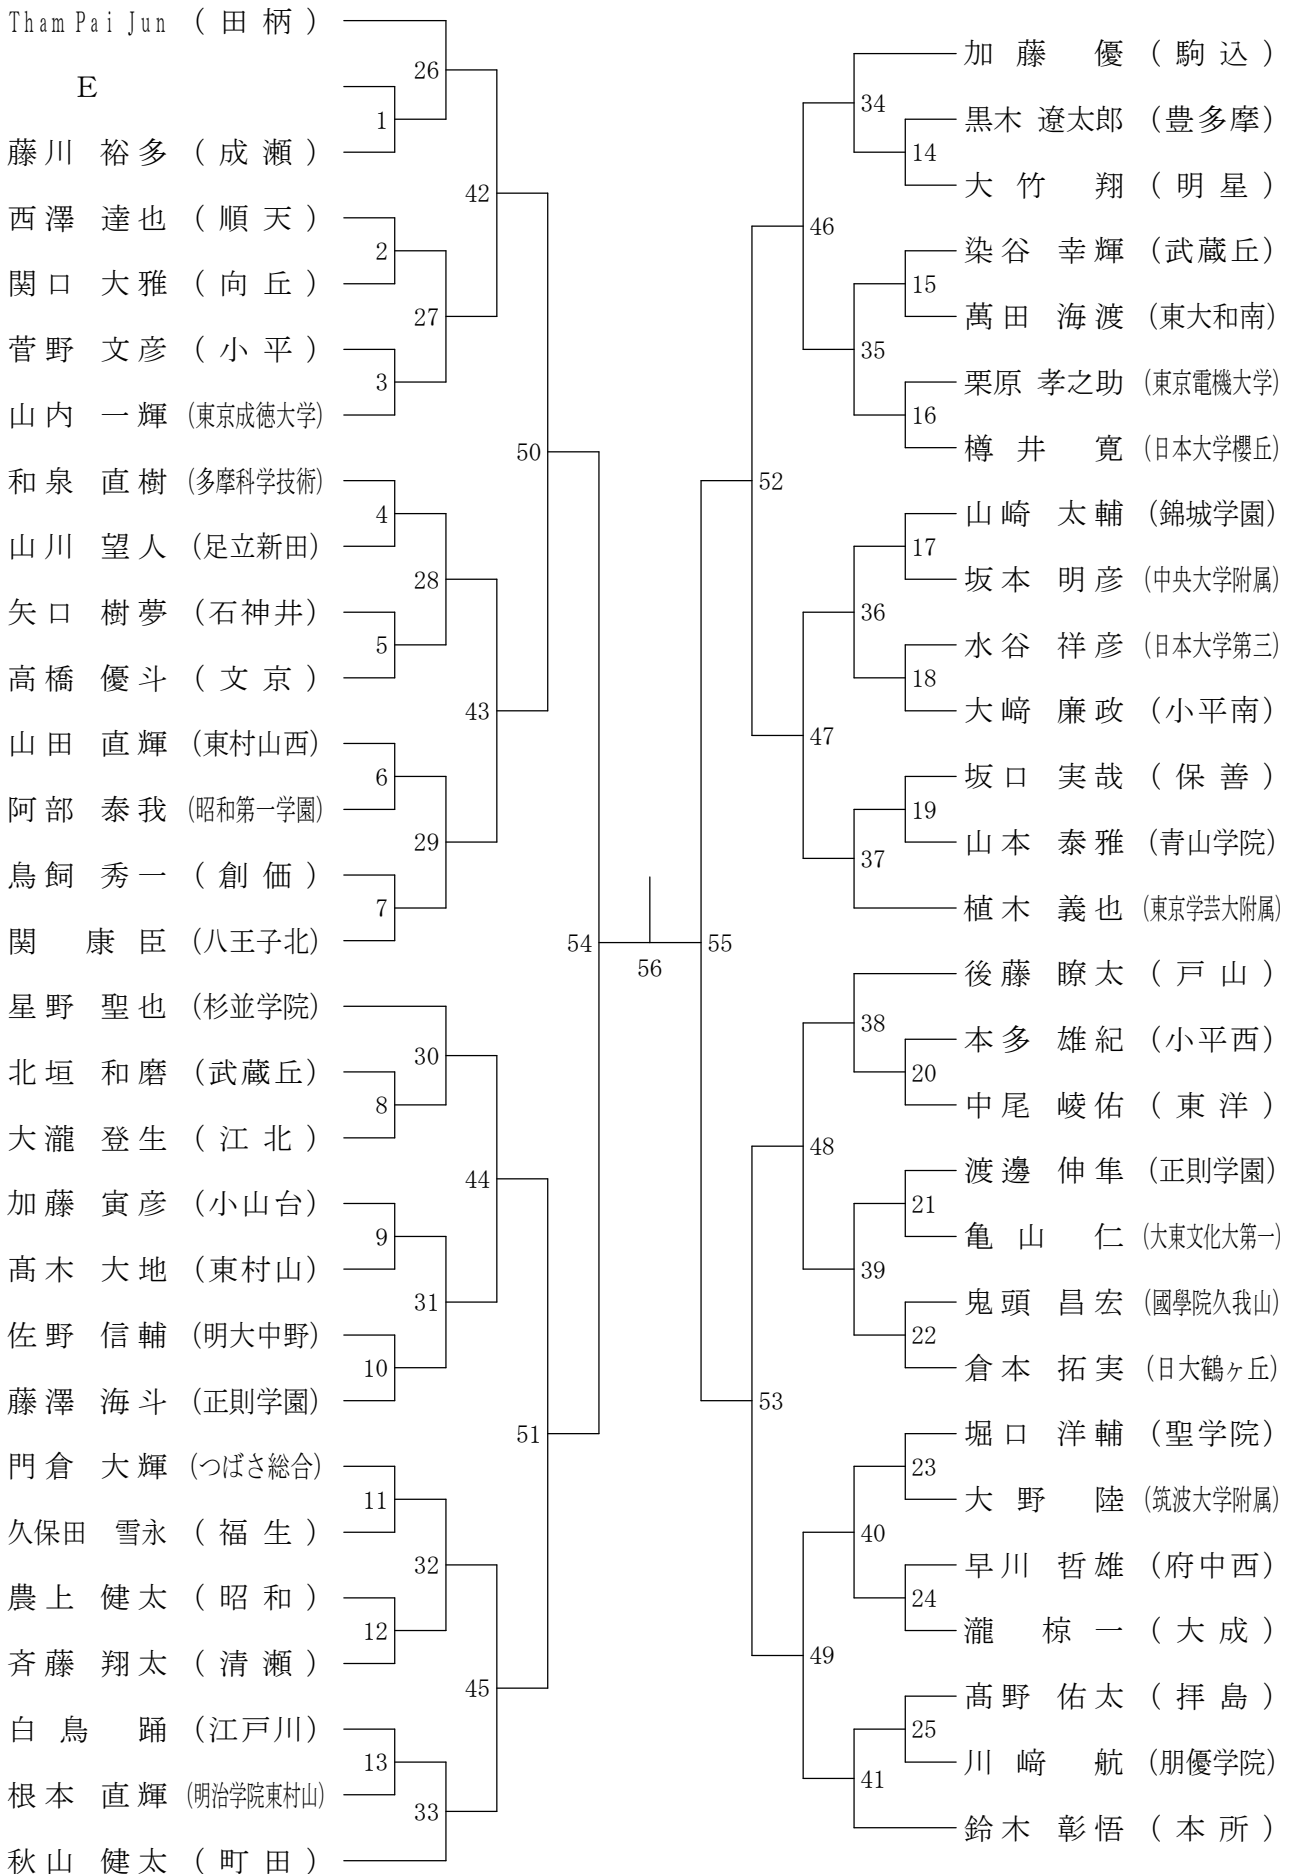 Tham Pai Jun （ 田 柄 ）
E
藤川 裕多 （ 成 瀬 ）
西澤 達也 （ 順 天 ）
関口 大雅 （ 向 丘 ）
菅野 文彦 （ 小 平 ）
山内 一輝 （東京成徳大学）
和泉 直樹 （多摩科学技術）
山川 望人 （足立新田）
矢口 樹夢 （石神井）
高橋 優斗 （ 文 京 ）
山田 直輝 （東村山西）
阿部 泰我 （昭和第一学園）
鳥飼 秀一 （ 創 価 ）
関 康臣 （八王子北）
星野 聖也 （杉並学院）
北垣 和磨 （武蔵丘）
大瀧 登生 （ 江 北 ）
加藤 寅彦 （小山台）
髙木 大地 （東村山）
佐野 信輔 （明大中野）
藤澤 海斗 （正則学園）
門倉 大輝 （つばさ総合）
久保田 雪永 （ 福 生 ）
農上 健太 （ 昭 和 ）
斉藤 翔太 （ 清 瀬 ）
白鳥 踊 （江戸川）
根本 直輝 （明治学院東村山）
秋山 健太 （ 町 田 ）
1
2
3
4
5
6
7
8
9
10
11
12
13
26
27
28
29
30
31
32
33
42
43
44
45
50
51
54
56
55
52
53
46
47
48
49
34
35
36
37
38
39
40
41
14
15
16
17
18
19
20
21
22
23
24
25
加藤 優 （ 駒 込 ）
黒木 遼太郎 （豊多摩）
大竹 翔 （ 明 星 ）
染谷 幸輝 （武蔵丘）
萬田 海渡 （東大和南）
栗原 孝之助 （東京電機大学）
樽井 寛 （日本大学櫻丘）
山崎 太輔 （錦城学園）
坂本 明彦 （中央大学附属）
水谷 祥彦 （日本大学第三）
大﨑 廉政 （小平南）
坂口 実哉 （ 保 善 ）
山本 泰雅 （青山学院）
植木 義也 （東京学芸大附属）
後藤 瞭太 （ 戸 山 ）
本多 雄紀 （小平西）
中尾 崚佑 （ 東 洋 ）
渡邊 伸隼 （正則学園）
亀山 仁 （大東文化大第一）
鬼頭 昌宏 （國學院久我山）
倉本 拓実 （日大鶴ヶ丘）
堀口 洋輔 （聖学院）
大野 陸 （筑波大学附属）
早川 哲雄 （府中西）
瀧 椋一 （ 大 成 ）
髙野 佑太 （ 拝 島 ）
川﨑 航 （朋優学院）
鈴木 彰悟 （ 本 所 ）